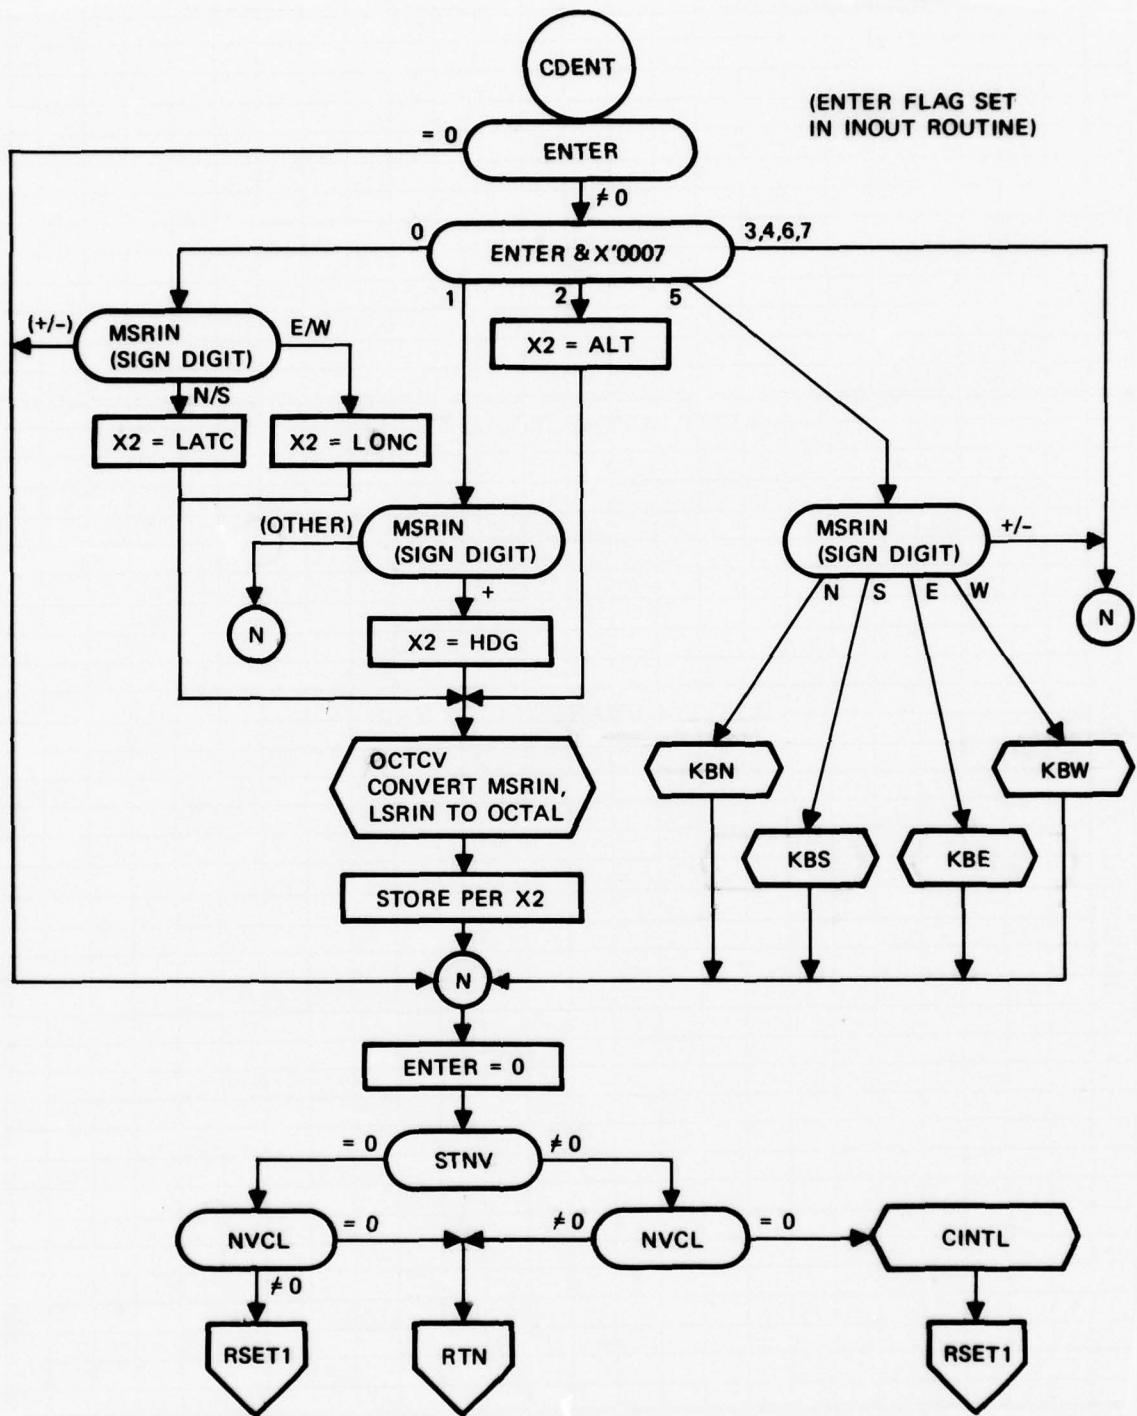 CDENT
(ENTER FLAG SET
IN INOUT ROUTINE)
= 0
ENTER
≠ 0
0
ENTER & X'0007
3,4,6,7
1
2
5
(+/-)
MSRIN
(SIGN DIGIT)
E/W
N/S
X2 = ALT
X2 = LATC
X2 = LONC
(OTHER)
MSRIN
(SIGN DIGIT)
+
MSRIN
(SIGN DIGIT)
+/-
N
S
E
W
N
X2 = HDG
N
OCTCV
CONVERT MSRIN,
LSRIN TO OCTAL
KBN
KBW
KBS
KBE
STORE PER X2
N
ENTER = 0
= 0
STNV
≠ 0
NVCL
= 0
≠ 0
NVCL
= 0
CINTL
≠ 0
RSET1
RTN
RSET1